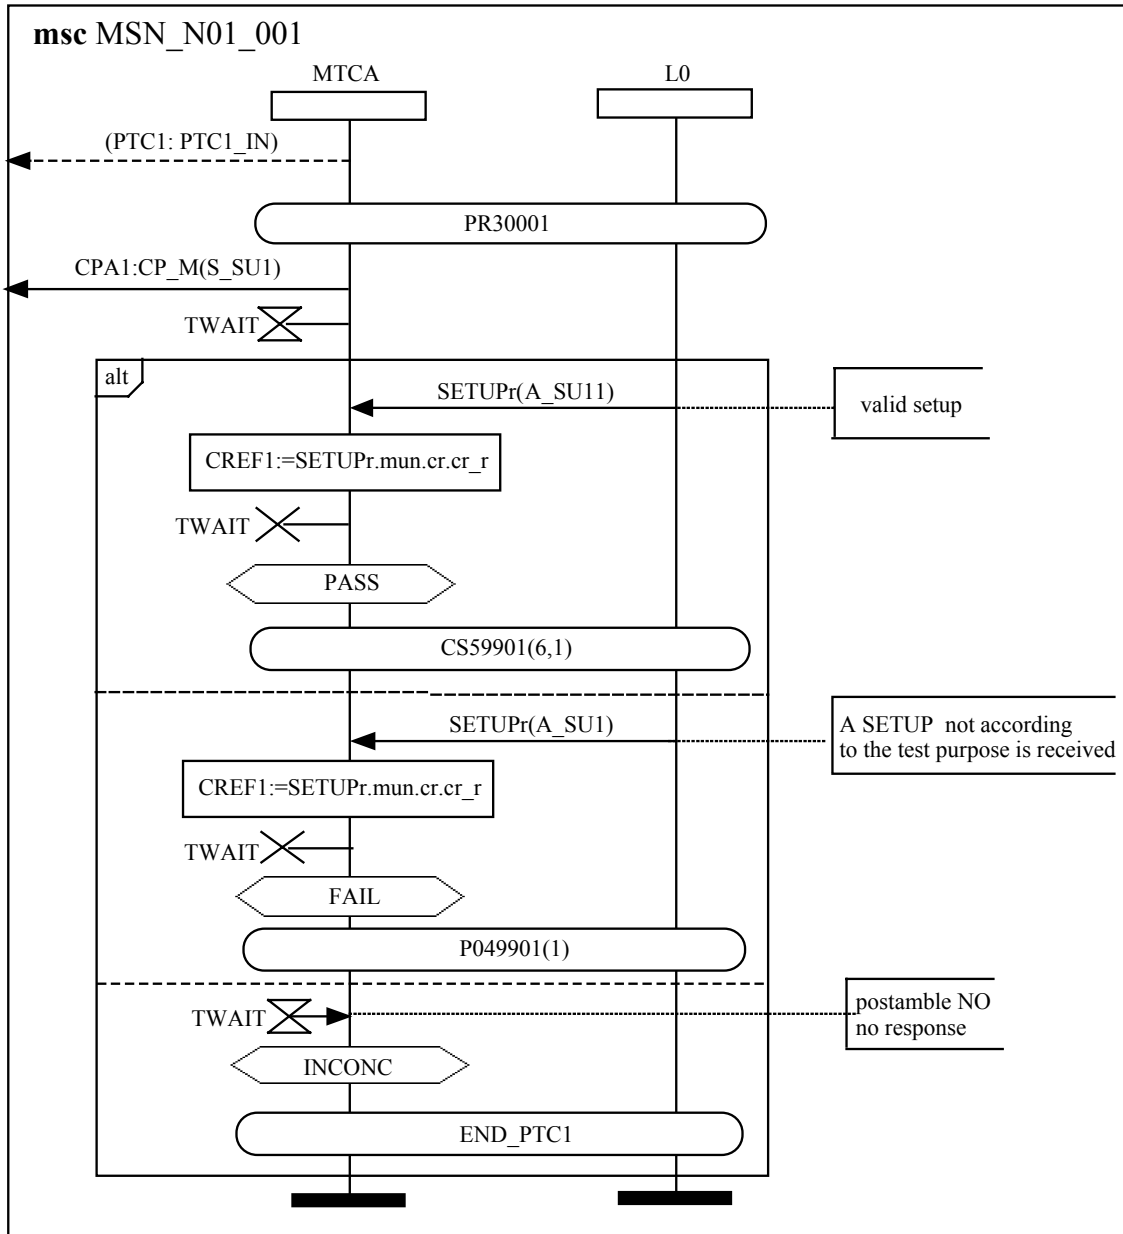 msc MSN_N01_001
MTCA
L0
(PTC1: PTC1_IN)
PR30001
CPA1:CP_M(S_SU1)
TWAIT
alt
SETUPr(A_SU11)
valid setup
CREF1:=SETUPr.mun.cr.cr_r
TWAIT
PASS
CS59901(6,1)
SETUPr(A_SU1)
A SETUP not according
to the test purpose is received
CREF1:=SETUPr.mun.cr.cr_r
TWAIT
FAIL
P049901(1)
TWAIT
postamble NO
no response
INCONC
END_PTC1